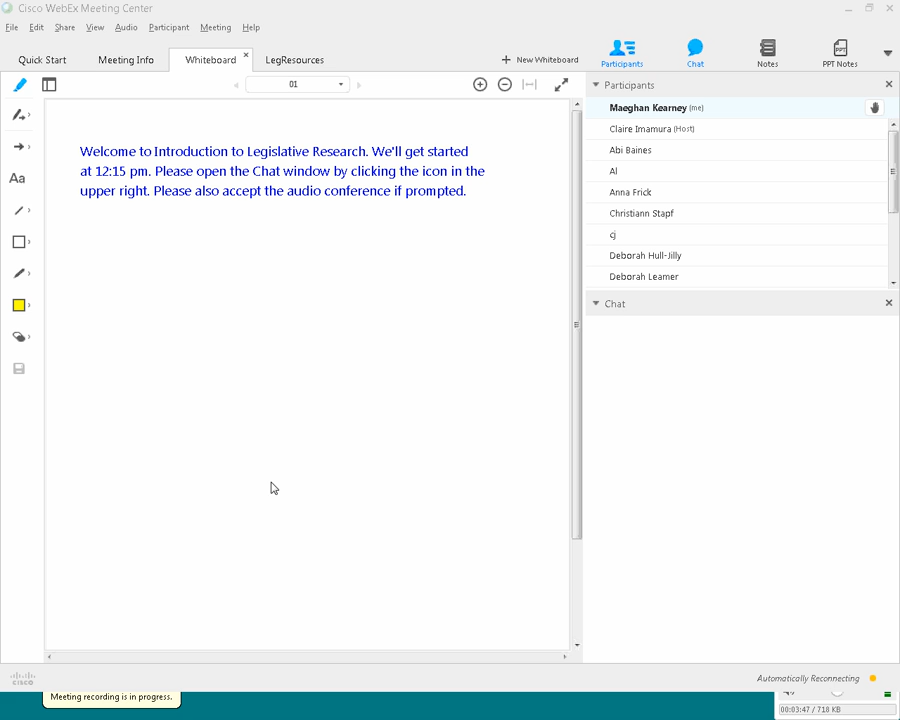 Cisco WebEx Meeting Center
File Edit Share View Audio Participant Meeting Help
Quick Start Meeting Info Whiteboard LegResources
New Whiteboard
Participants Chat Notes PPT Notes
PPT
01
Aa
Welcome to Introduction to Legislative Research. We'll get started
at 12:15 pm. Please open the Chat window by clicking the icon in the
upper right. Please also accept the audio conference if prompted.
Participants
Maeghan Kearney (me)
Claire Imamura (Host)
Abi Baines
Al
Anna Frick
Christiann Stapf
cj
Deborah Hull-Jilly
Deborah Leamer
Chat
CISCO
Automatically Reconnecting
Meeting recording is in progress.
00:03:47 / 718 KB